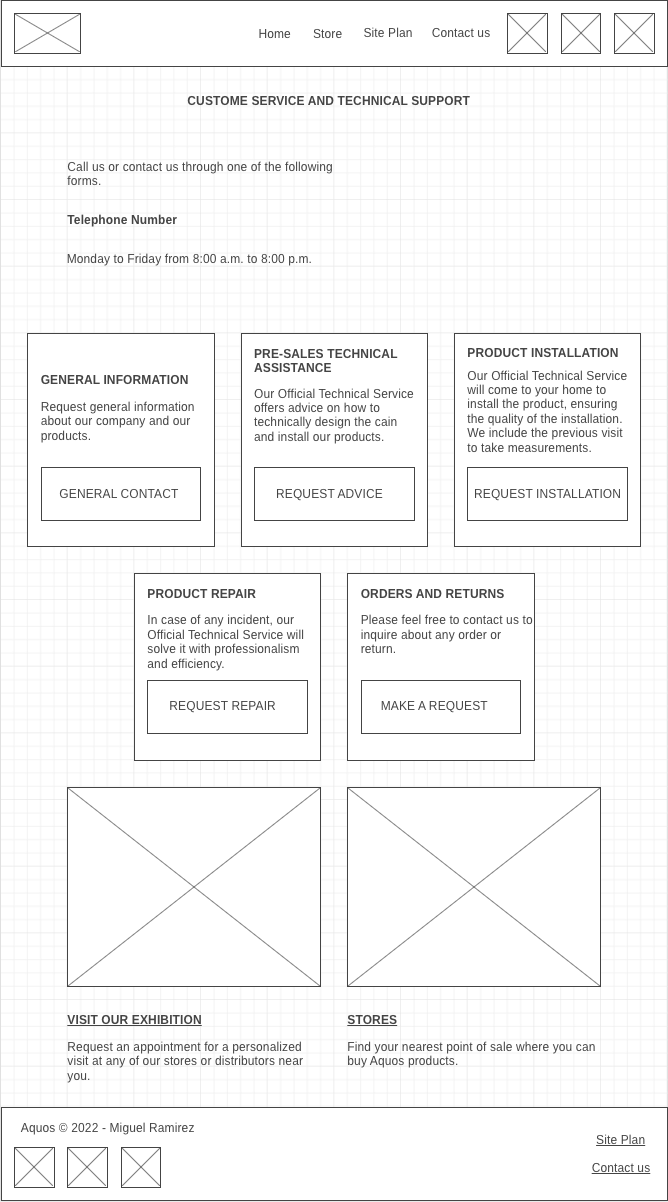 Home Store Site Plan Contact us
CUSTOME SERVICE AND TECHNICAL SUPPORT
Call us or contact us through one of the following
forms.
Telephone Number
Monday to Friday from 8:00 a.m. to 8:00 p.m.
GENERAL INFORMATION
Request general information
about our company and our
products.
GENERAL CONTACT
PRE-SALES TECHNICAL
ASSISTANCE
Our Official Technical Service
offers advice on how to
technically design the cain
and install our products.
REQUEST ADVICE
PRODUCT INSTALLATION
Our Official Technical Service
will come to your home to
install the product, ensuring
the quality of the installation.
We include the previous visit
to take measurements.
REQUEST INSTALLATION
PRODUCT REPAIR
In case of any incident, our
Official Technical Service will
solve it with professionalism
and efficiency.
REQUEST REPAIR
ORDERS AND RETURNS
Please feel free to contact us to
inquire about any order or
return.
MAKE A REQUEST
VISIT OUR EXHIBITION
Request an appointment for a personalized
visit at any of our stores or distributors near
you.
STORES
Find your nearest point of sale where you can
buy Aquos products.
Aquos © 2022 - Miguel Ramirez
Site Plan
Contact us